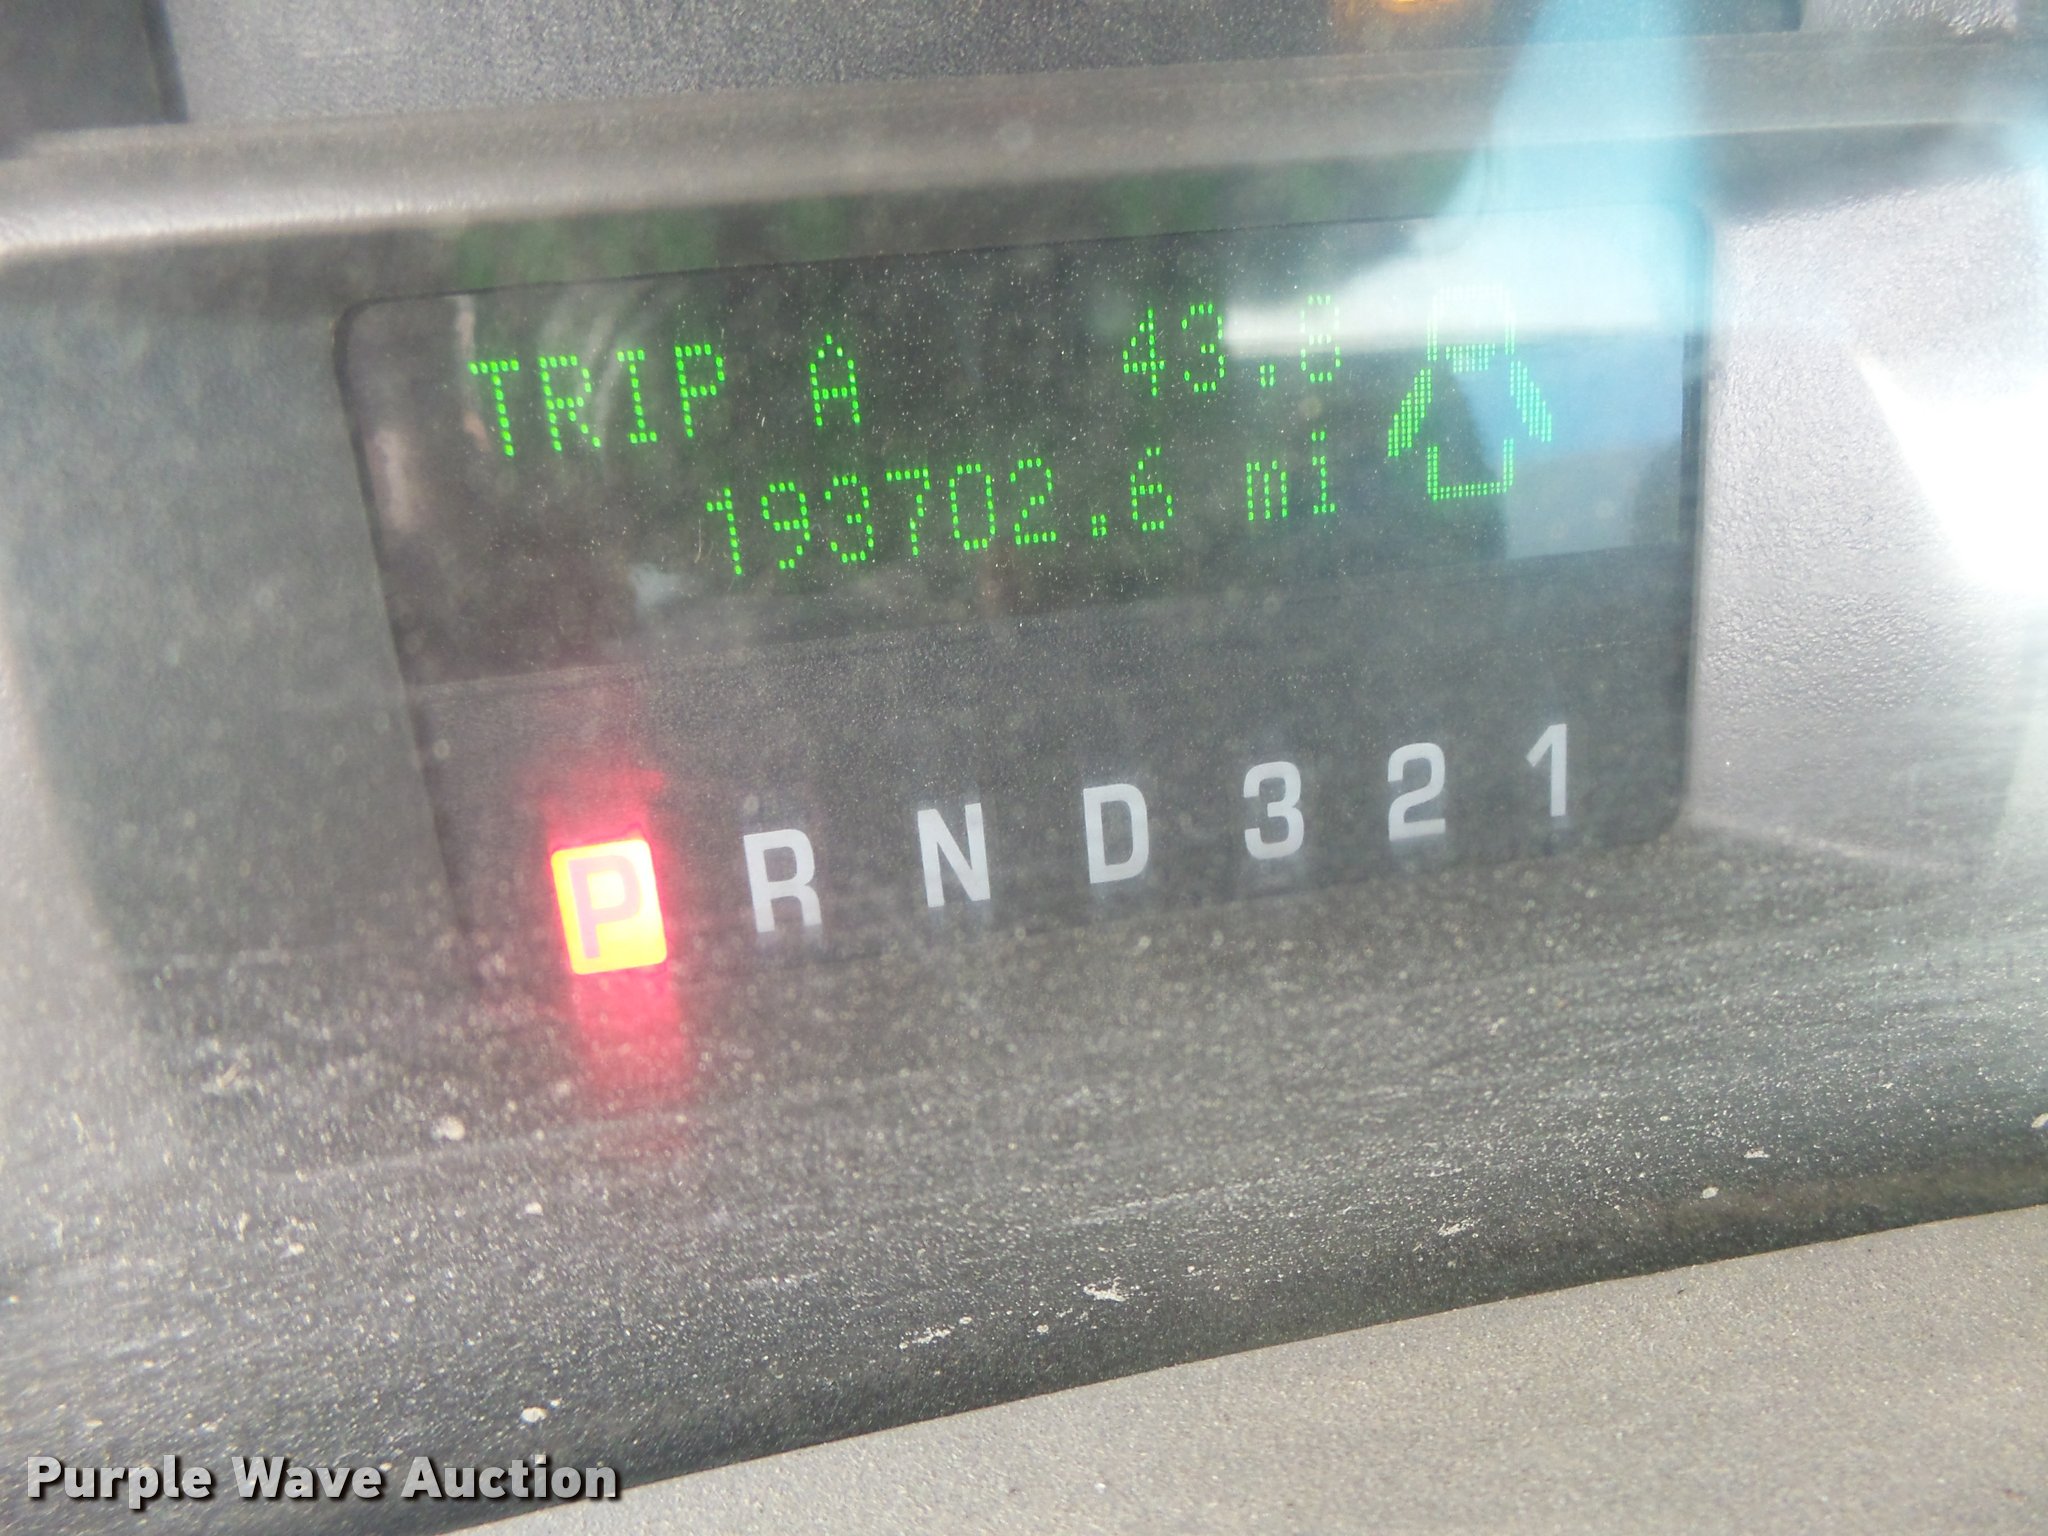 TRIP A 43.8
193702.6 mi
P R N D 3 2 1
Purple Wave Auction